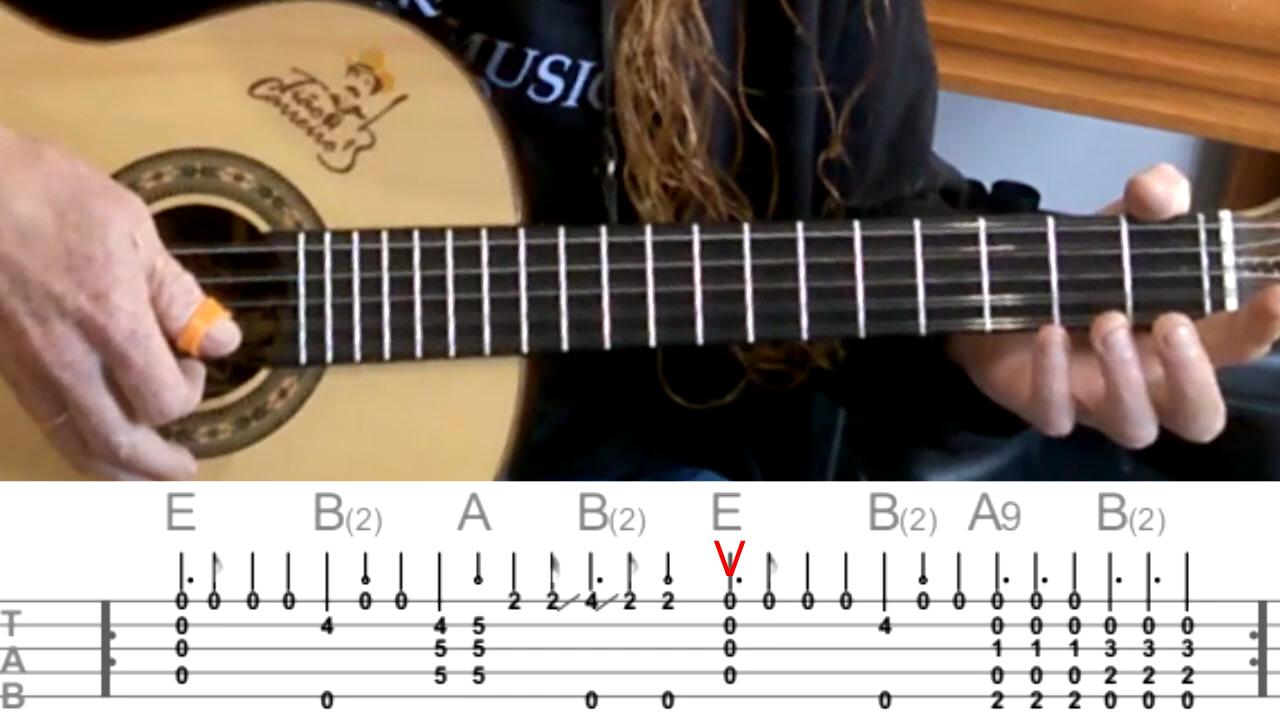 MUSIC
E B(2) A B(2) E B(2) A9 B(2)
V
0 0 0 0 0 0 2 2 4 2 2 0 0 0 0 0 0 0 0 0
T 0 4 4 5 0 4 0 0 0 0 0 0
A 0 5 5 0 1 1 1 3 3 3
0 5 5 0 0 0 0 2 2 2
B 0 0 0 0 2 2 2 0 0 0